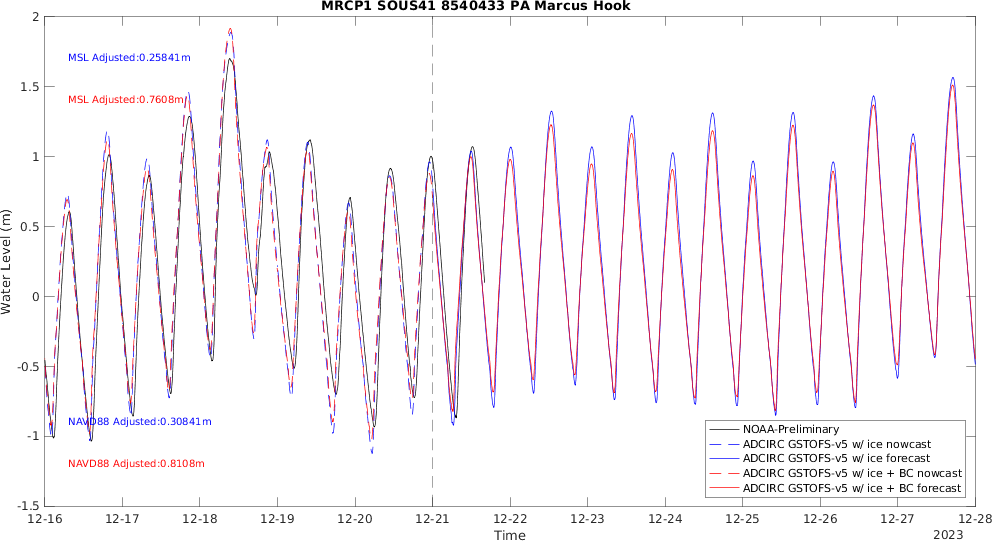 MRCP1 SOUS41 8540433 PA Marcus Hook
2
1.5
1
0.5
0
-0.5
-1
-1.5
Water Level (m)
MSL Adjusted:0.25841m
MSL Adjusted:0.7608m
NAVD88 Adjusted:0.30841m
NAVD88 Adjusted:0.8108m
NOAA-Preliminary
ADCIRC GSTOFS-v5 w/ ice nowcast
ADCIRC GSTOFS-v5 w/ ice forecast
ADCIRC GSTOFS-v5 w/ ice + BC nowcast
ADCIRC GSTOFS-v5 w/ ice + BC forecast
12-16 12-17 12-18 12-19 12-20 12-21 12-22 12-23 12-24 12-25 12-26 12-27 12-28
Time
2023